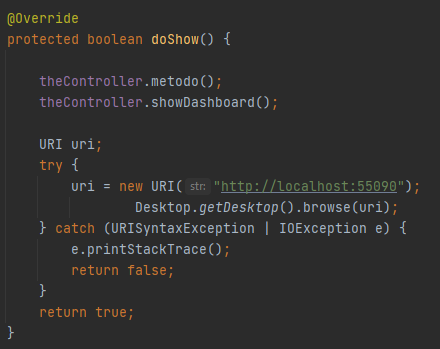 @Override
protected boolean doShow() {
theController.metodo();
theController.showDashboard();
URI uri;
try {
uri = new URI( str: "http://localhost:55090");
Desktop.getDesktop().browse(uri);
} catch (URISyntaxException | IOException e) {
e.printStackTrace();
return false;
}
return true;
}